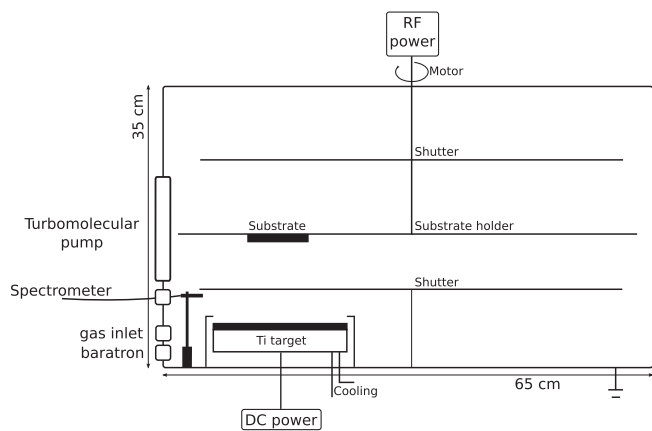 RF
power
Motor
35 cm
Shutter
Turbomolecular
pump
Substrate
Substrate holder
Spectrometer
Shutter
gas inlet
baratron
Ti target
Cooling
65 cm
DC power